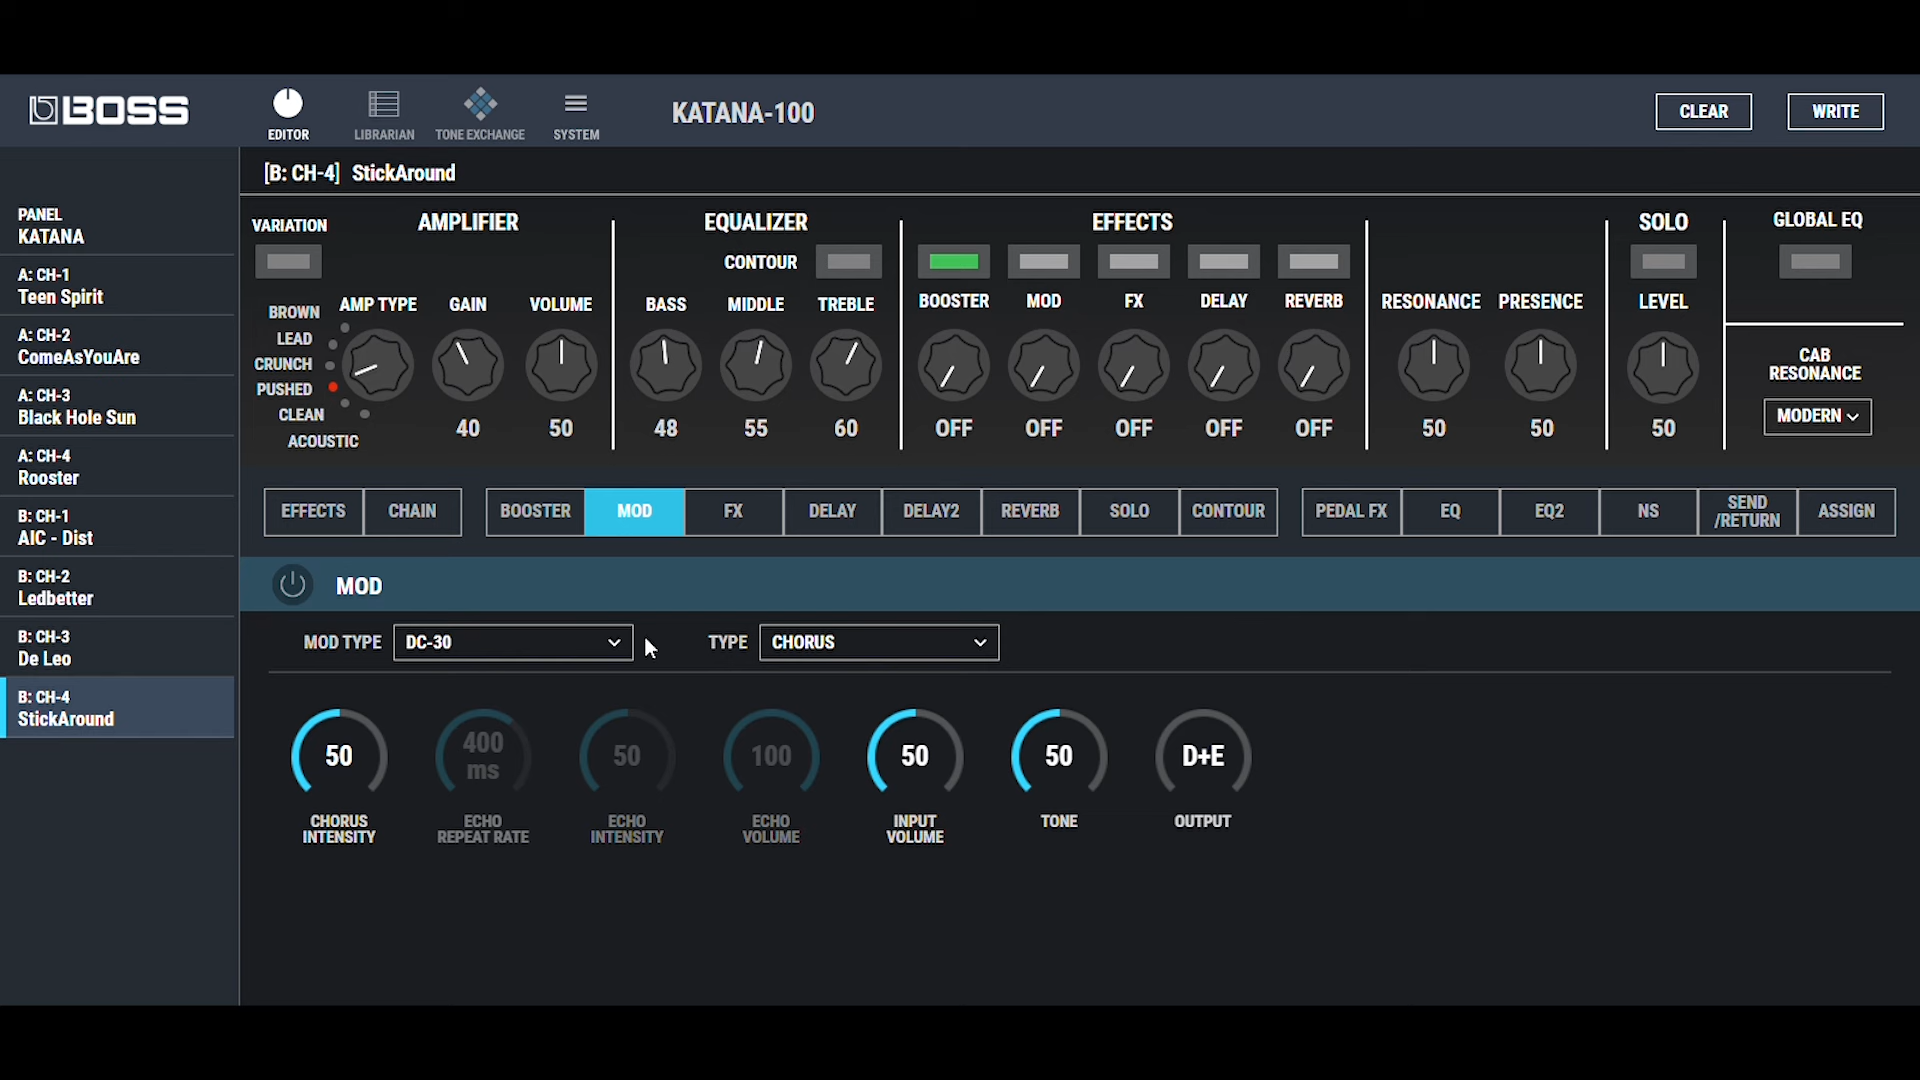 BOSS
EDITOR
LIBRARIAN
TONE EXCHANGE
SYSTEM
KATANA-100
CLEAR
WRITE
PANEL
KATANA
A: CH-1
Teen Spirit
A: CH-2
ComeAsYouAre
A: CH-3
Black Hole Sun
A: CH-4
Rooster
B: CH-1
AIC - Dist
B: CH-2
Ledbetter
B: CH-3
De Leo
B: CH-4
StickAround
[B: CH-4] StickAround
VARIATION
AMPLIFIER
BROWN
LEAD
CRUNCH
PUSHED
CLEAN
ACOUSTIC
AMP TYPE
GAIN
VOLUME
40
50
EQUALIZER
CONTOUR
BASS
MIDDLE
TREBLE
48
55
60
EFFECTS
BOOSTER
MOD
FX
DELAY
REVERB
OFF
OFF
OFF
OFF
OFF
RESONANCE
PRESENCE
50
50
SOLO
LEVEL
50
GLOBAL EQ
CAB
RESONANCE
MODERN
EFFECTS
CHAIN
BOOSTER
MOD
FX
DELAY
DELAY2
REVERB
SOLO
CONTOUR
PEDAL FX
EQ
EQ2
NS
SEND
/RETURN
ASSIGN
MOD
MOD TYPE
DC-30
TYPE
CHORUS
50
CHORUS
INTENSITY
400
ms
ECHO
REPEAT RATE
50
ECHO
INTENSITY
100
ECHO
VOLUME
50
INPUT
VOLUME
50
TONE
D+E
OUTPUT